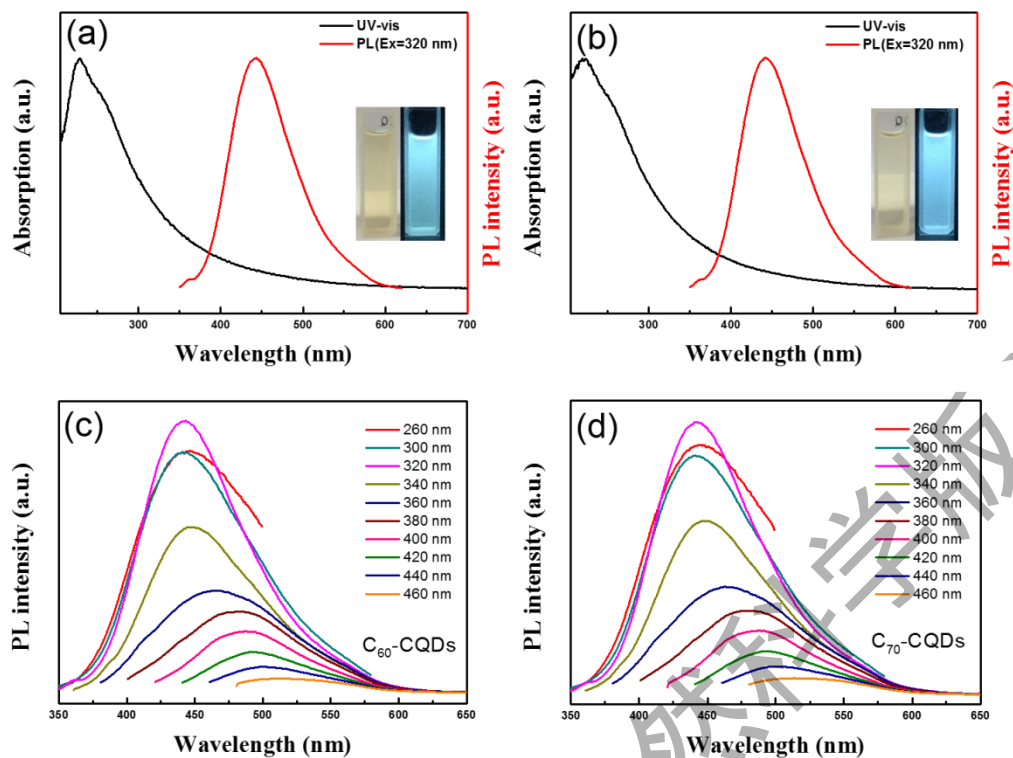 (a)
UV-vis
PL(Ex=320 nm)
Absorption (a.u.)
PL intensity (a.u.)
300 400 500 600 700
Wavelength (nm)
(b)
UV-vis
PL(Ex=320 nm)
Absorption (a.u.)
PL intensity (a.u.)
300 400 500 600 700
Wavelength (nm)
(c)
260 nm
300 nm
320 nm
340 nm
360 nm
380 nm
400 nm
420 nm
440 nm
460 nm
C60-CQDs
PL intensity (a.u.)
350 400 450 500 550 600 650
Wavelength (nm)
(d)
260 nm
300 nm
320 nm
340 nm
360 nm
380 nm
400 nm
420 nm
440 nm
460 nm
C70-CQDs
PL intensity (a.u.)
350 400 450 500 550 600 650
Wavelength (nm)
然科学版